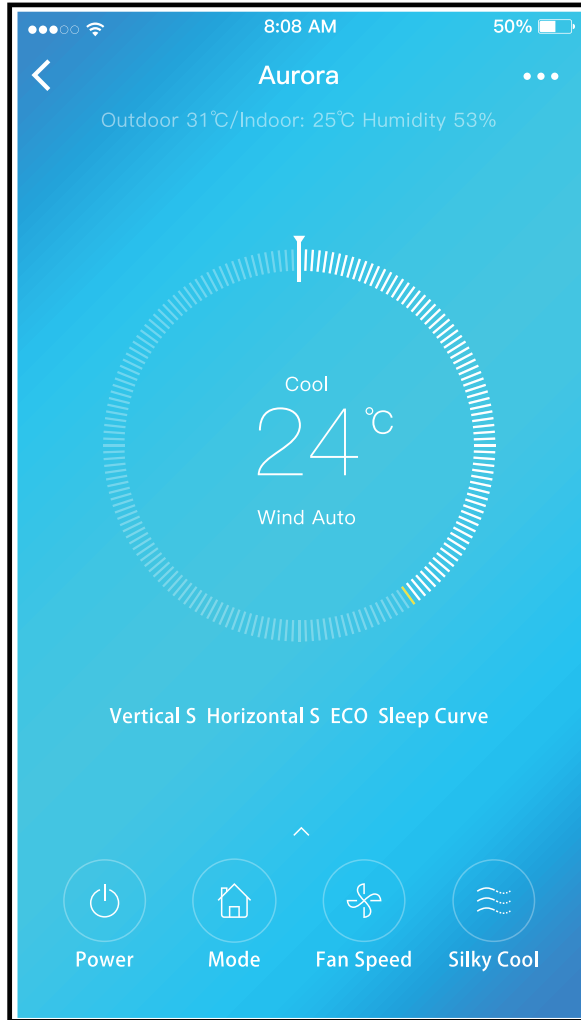 8:08 AM 50%
Aurora
Outdoor 31℃/Indoor: 25℃ Humidity 53%
Cool
24℃
Wind Auto
Vertical S Horizontal S ECO Sleep Curve
Power Mode Fan Speed Silky Cool